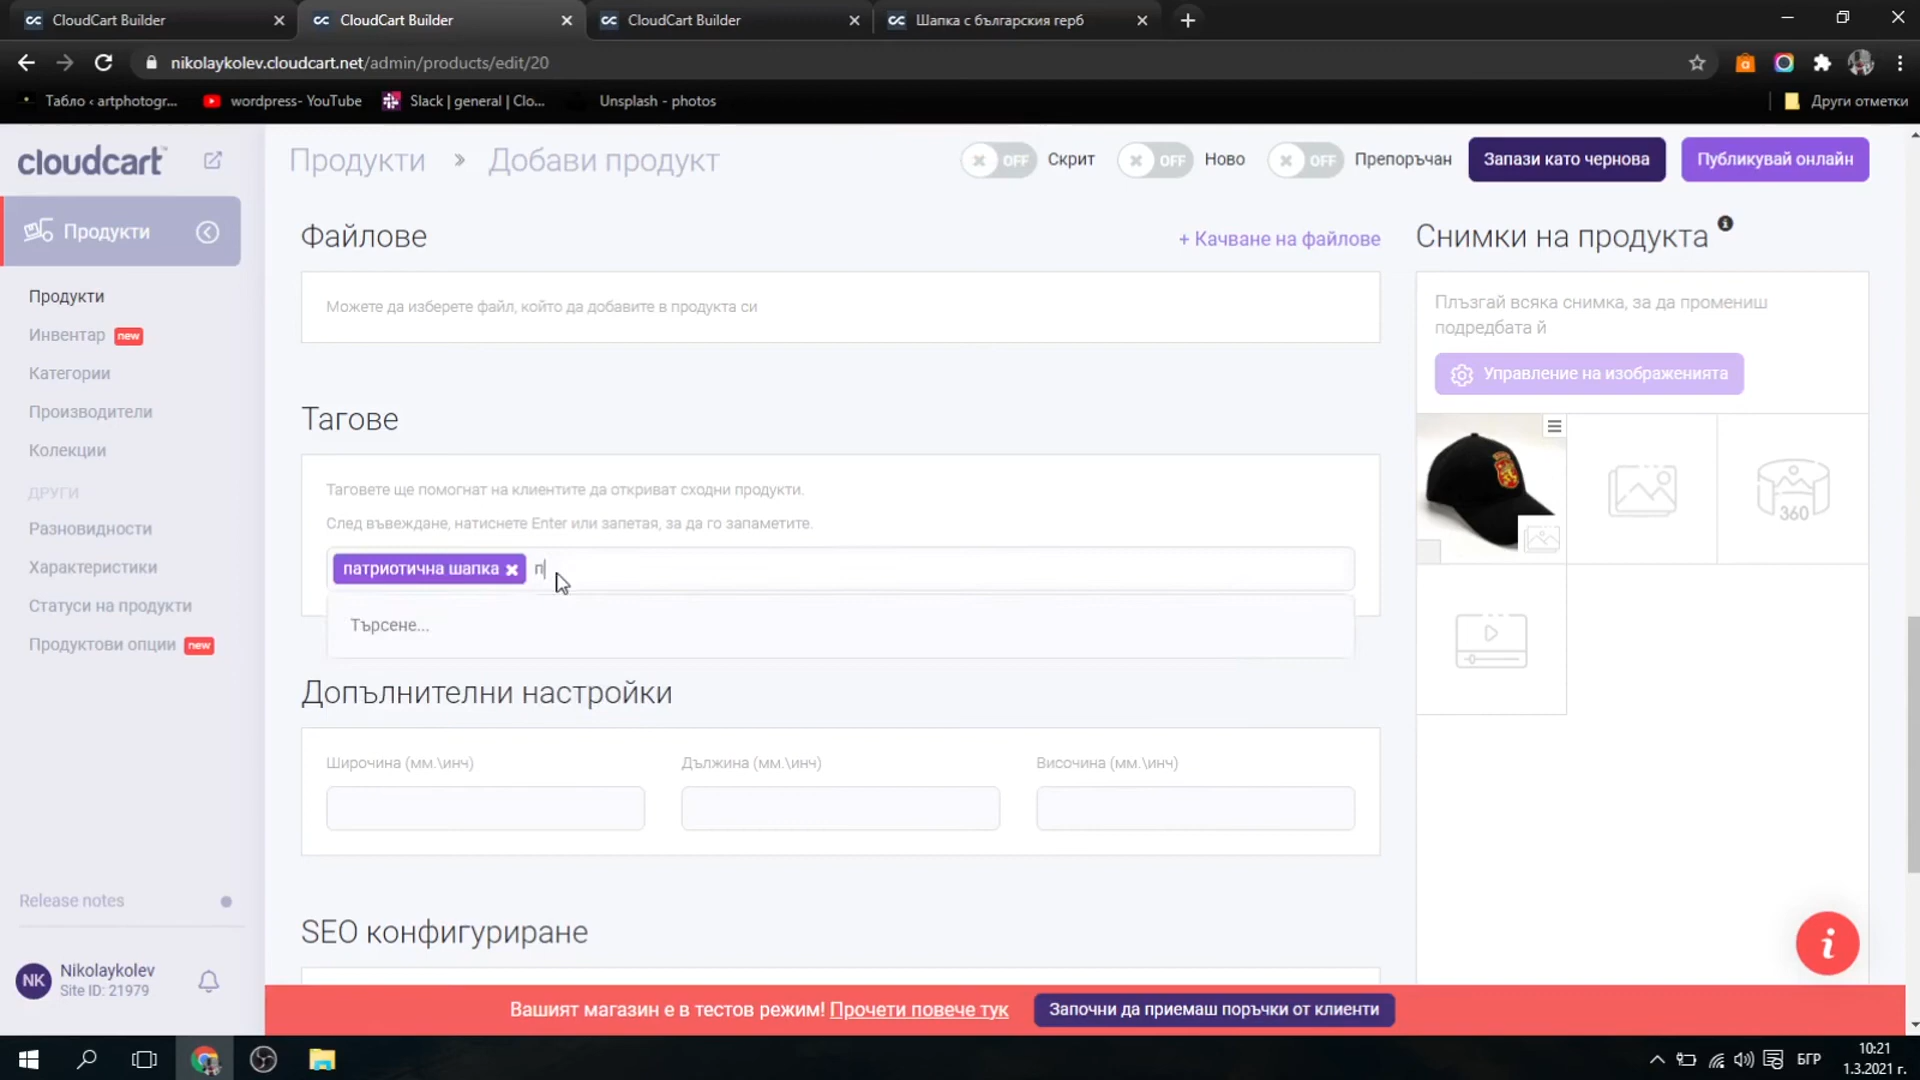 CloudCart Builder
CloudCart Builder
CloudCart Builder
Шапка с българския герб
nikolaykolev.cloudcart.net/admin/products/edit/20
Табло ‹ artphotogr...
wordpress- YouTube
Slack | general | Clo...
Unsplash - photos
Други отметки
cloudcart
Продукти » Добави продукт
OFF Скрит
OFF Ново
OFF Препоръчан
Запази като чернова
Публикувай онлайн
Продукти
Продукти
Инвентар new
Категории
Производители
Колекции
ДРУГИ
Разновидности
Характеристики
Статуси на продукти
Продуктови опции new
Release notes
NK
Nikolaykolev
Site ID: 21979
Файлове
+ Качване на файлове
Можете да изберете файл, който да добавите в продукта си
Тагове
Таговете ще помогнат на клиентите да откриват сходни продукти.
След въвеждане, натиснете Enter или запетая, за да го запаметите.
патриотична шапка
п
Търсене...
Допълнителни настройки
Широчина (мм.\инч)
Дължина (мм.\инч)
Височина (мм.\инч)
SEO конфигуриране
Снимки на продукта
Плъзгай всяка снимка, за да промениш
подредбата ѝ
Управление на изображенията
360
Вашият магазин е в тестов режим! Прочети повече тук
Започни да приемаш поръчки от клиенти
БГР
10:21
1.3.2021 г.